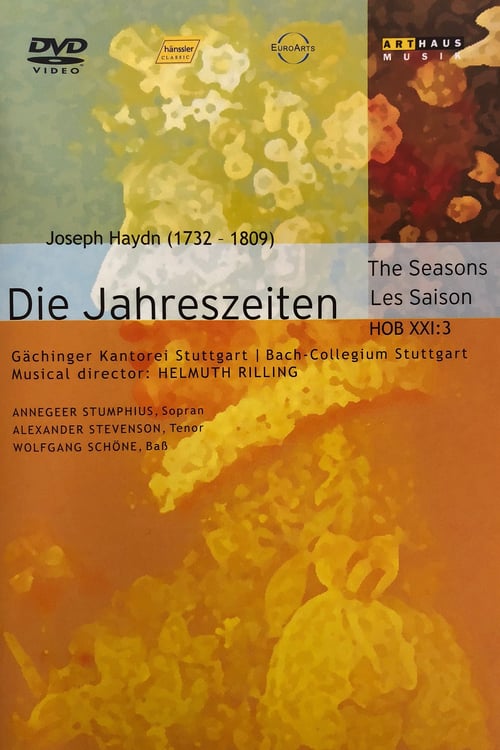 DVD
VIDEO
hänssler
CLASSIC
EUROARTS
ARTHAUS
MUSIK
Joseph Haydn (1732 - 1809)
Die Jahreszeiten
The Seasons
Les Saison
HOB XXI:3
Gächinger Kantorei Stuttgart | Bach-Collegium Stuttgart
Musical director: HELMUTH RILLING
ANNEGEER STUMPHIUS, Sopran
ALEXANDER STEVENSON, Tenor
WOLFGANG SCHÖNE, Baß